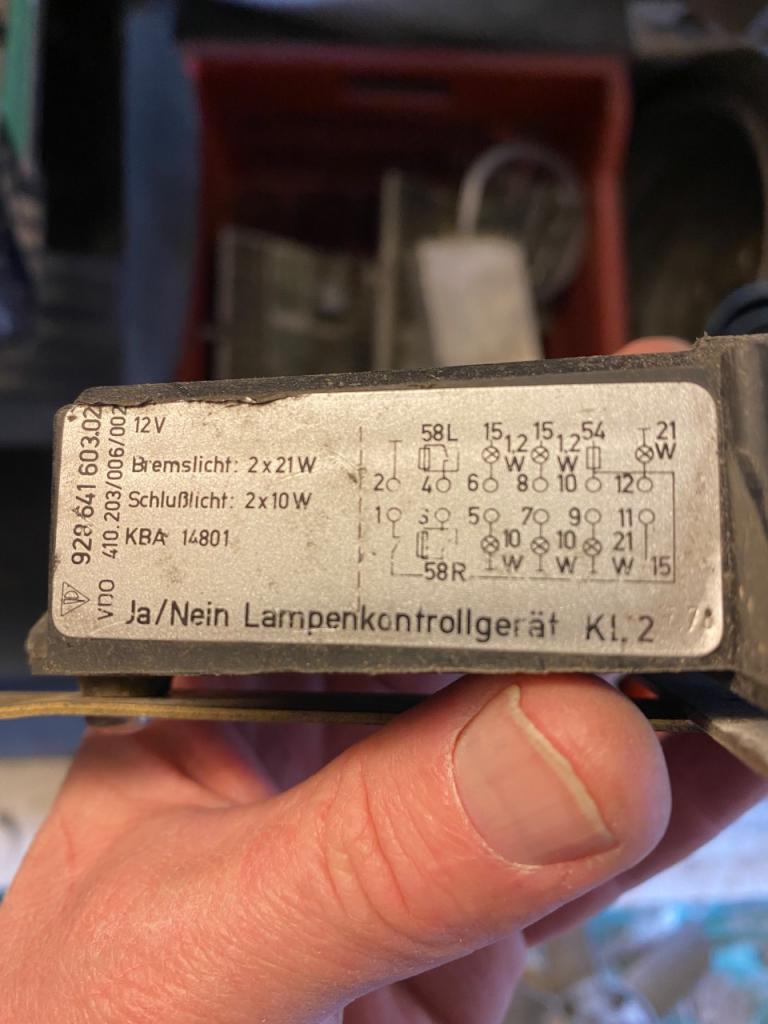 928 641 603.02
VDO 410.203/006/002
12V
Bremslicht: 2x21W
Schlußlicht: 2x10W
KBA 14801
58L 15 1,2 W 15 1,2 W 54 21 W
2 4 6 8 10 12
1 3 5 7 9 11
10 W 10 W 21 W
58R 15
Ja/Nein Lampenkontrollgerät Kl. 2